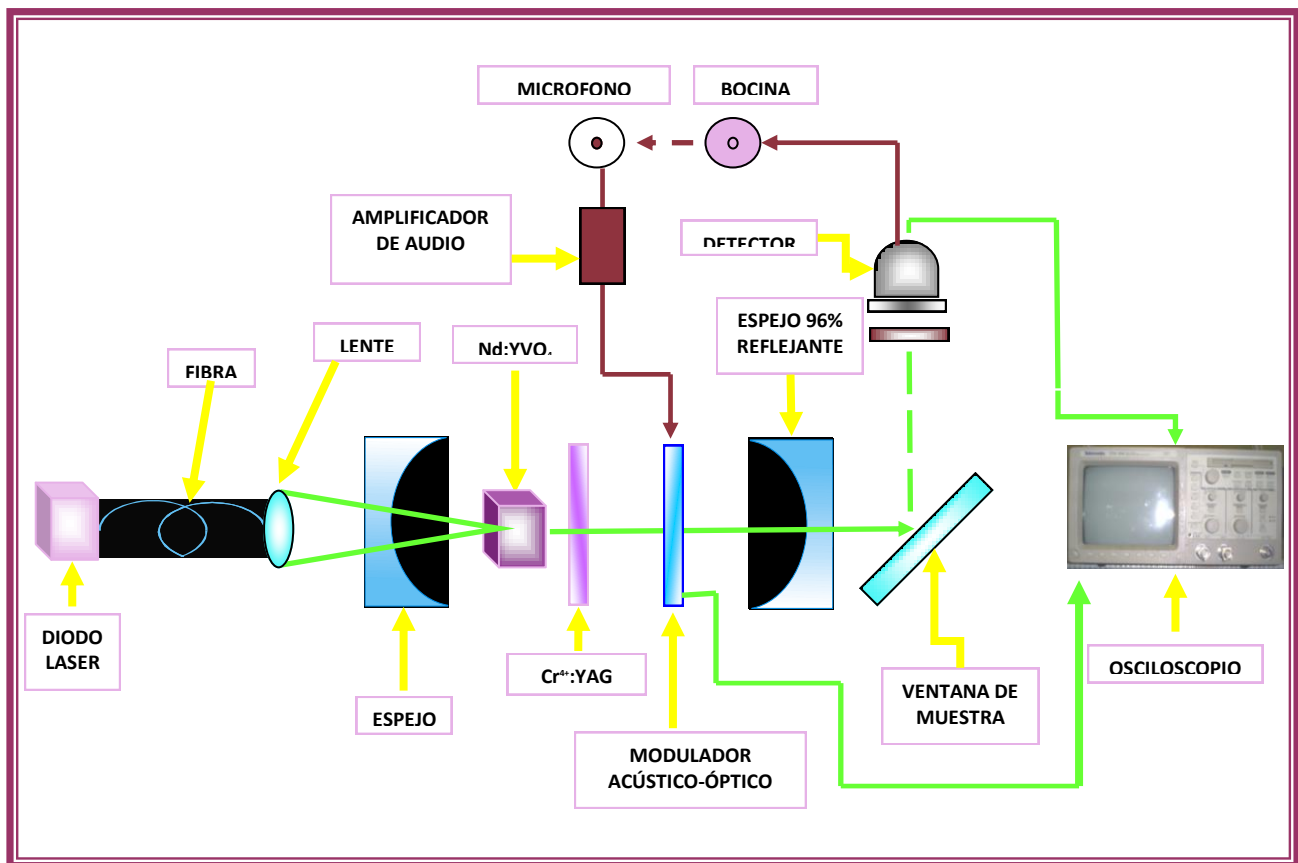 MICROFONO
BOCINA
AMPLIFICADOR
DE AUDIO
DETECTOR
ESPEJO 96%
REFLEJANTE
LENTE
Nd:YVO₄
FIBRA
DIODO
LASER
Cr⁴⁺:YAG
ESPEJO
MODULADOR
ACÚSTICO-ÓPTICO
VENTANA DE
MUESTRA
OSCILOSCOPIO